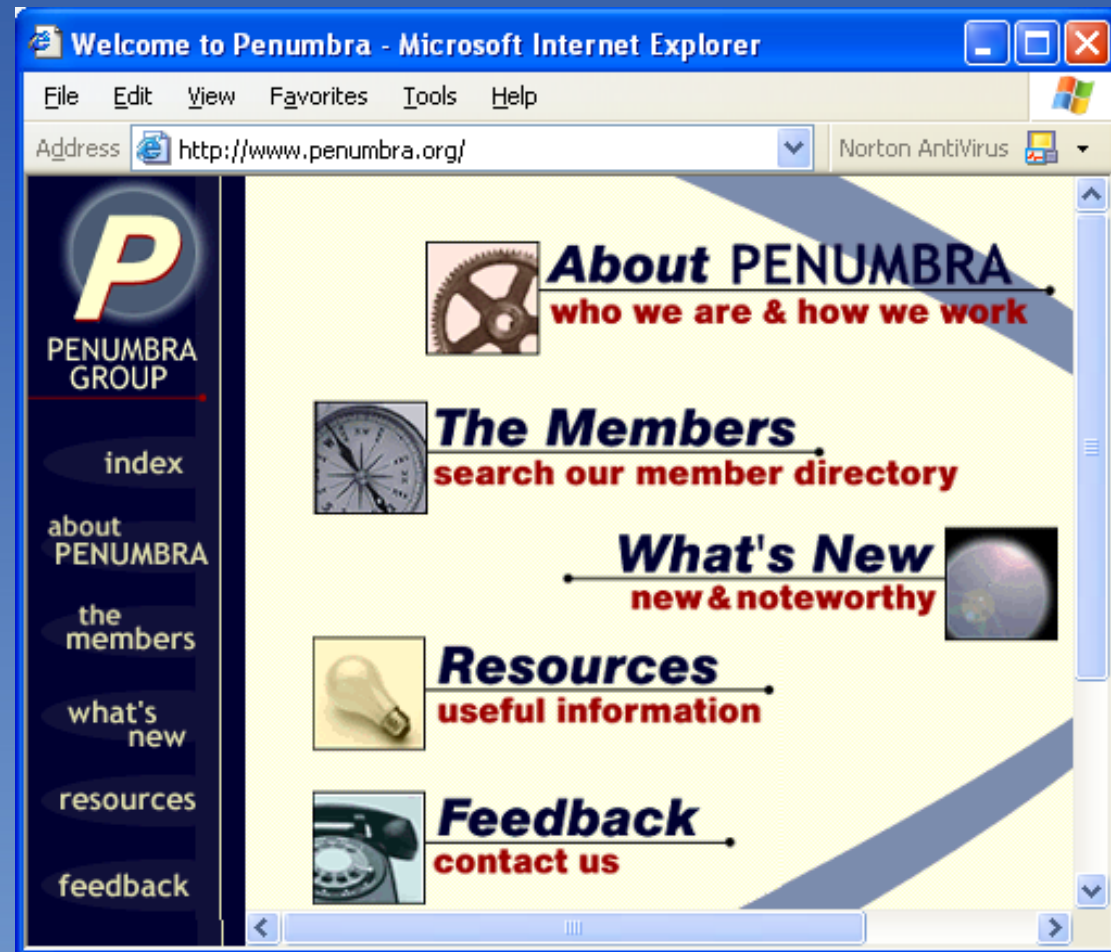 Welcome to Penumbra - Microsoft Internet Explorer
File Edit View Favorites Tools Help
Address http://www.penumbra.org/ Norton AntiVirus
P
PENUMBRA
GROUP
index
about
PENUMBRA
the
members
what's
new
resources
feedback
About PENUMBRA
who we are & how we work
The Members
search our member directory
What's New
new & noteworthy
Resources
useful information
Feedback
contact us